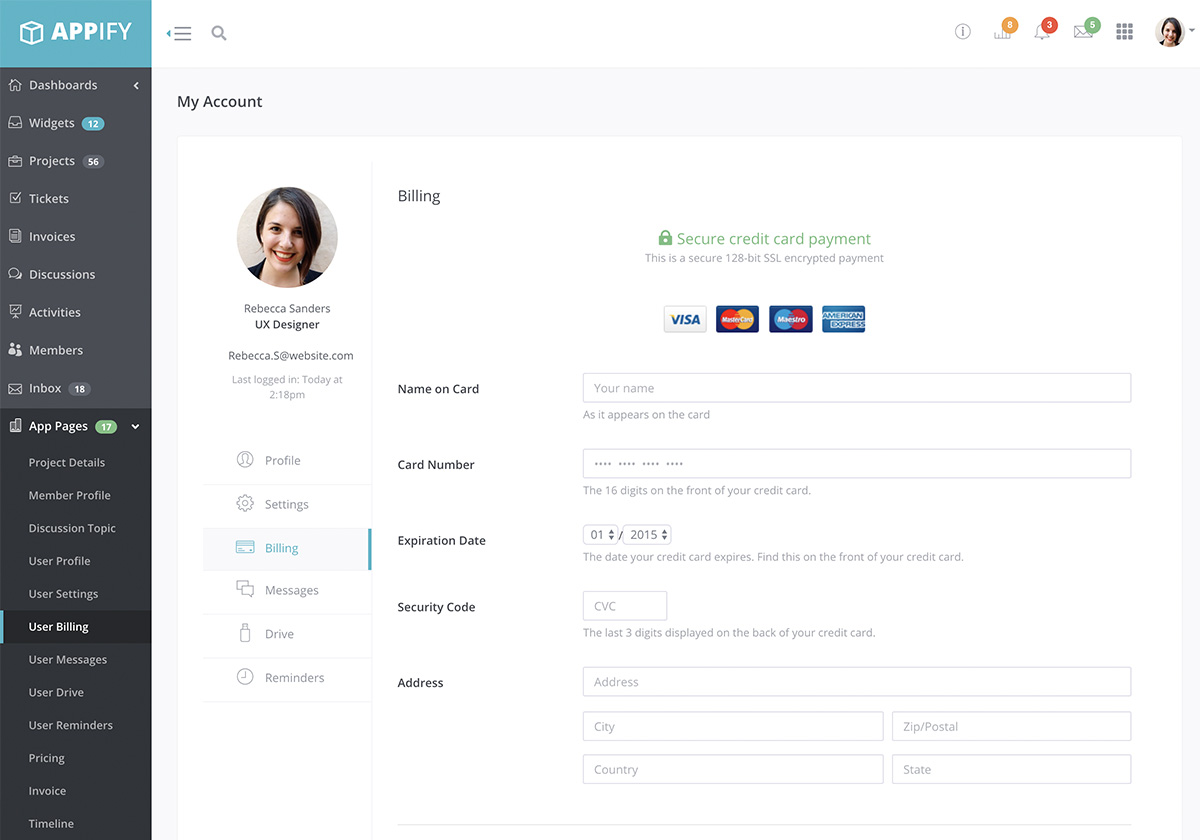 APPIFY
8
3
5
Dashboards
Widgets 12
Projects 56
Tickets
Invoices
Discussions
Activities
Members
Inbox 18
App Pages 17
Project Details
Member Profile
Discussion Topic
User Profile
User Settings
User Billing
User Messages
User Drive
User Reminders
Pricing
Invoice
Timeline
My Account
Rebecca Sanders
UX Designer
Rebecca.S@website.com
Last logged in: Today at
2:18pm
Profile
Settings
Billing
Messages
Drive
Reminders
Billing
Secure credit card payment
This is a secure 128-bit SSL encrypted payment
VISA MasterCard Maestro AMERICAN
EXPRESS
Name on Card Your name
As it appears on the card
Card Number •••• •••• •••• ••••
The 16 digits on the front of your credit card.
Expiration Date 01 / 2015
The date your credit card expires. Find this on the front of your credit card.
Security Code CVC
The last 3 digits displayed on the back of your credit card.
Address Address
City Zip/Postal
Country State